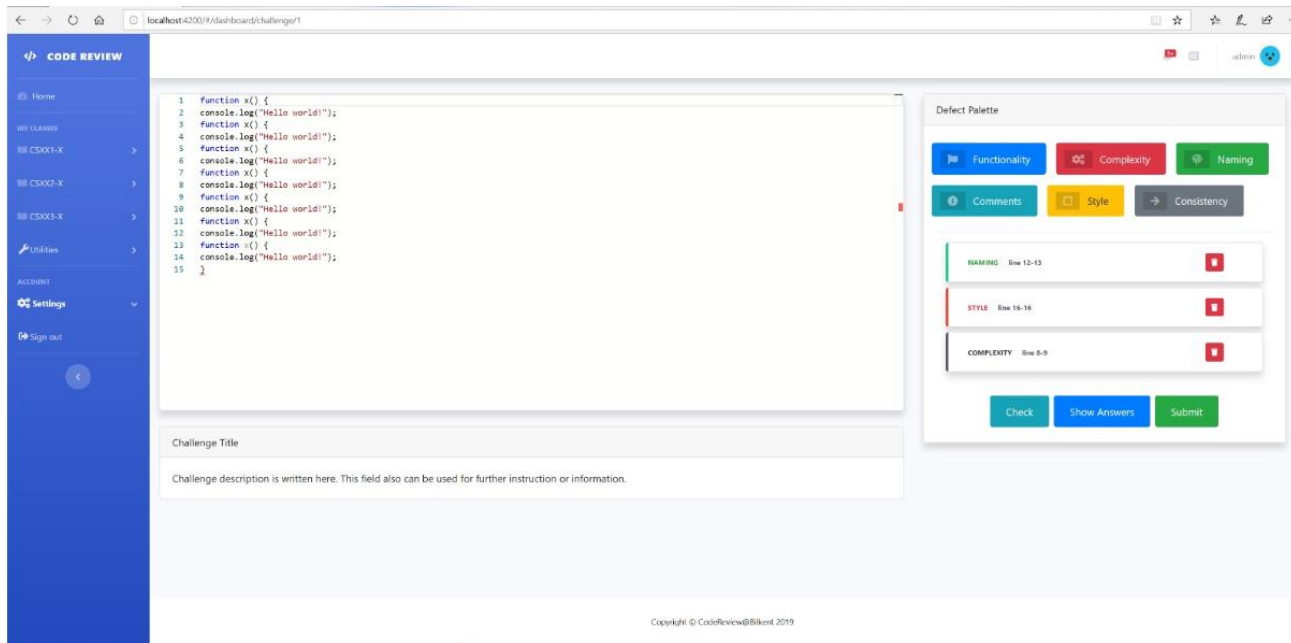 localhost:4200/#/dashboard/challenge/1
</> CODE REVIEW
admin
Home
MY CLASSES
CSXX1-X
CSXX2-X
CSXX3-X
Utilities
ACCOUNT
Settings
Sign out
1 function x() {
2 console.log("Hello world!");
3 function x() {
4 console.log("Hello world!");
5 function x() {
6 console.log("Hello world!");
7 function x() {
8 console.log("Hello world!");
9 function x() {
10 console.log("Hello world!");
11 function x() {
12 console.log("Hello world!");
13 function x() {
14 console.log("Hello world!");
15 }
Challenge Title
Challenge description is written here. This field also can be used for further instruction or information.
Defect Palette
Functionality Complexity Naming
Comments Style Consistency
NAMING line 12-13
STYLE line 16-16
COMPLEXITY line 8-9
Check Show Answers Submit
Copyright © CodeReview@Bilkent 2019